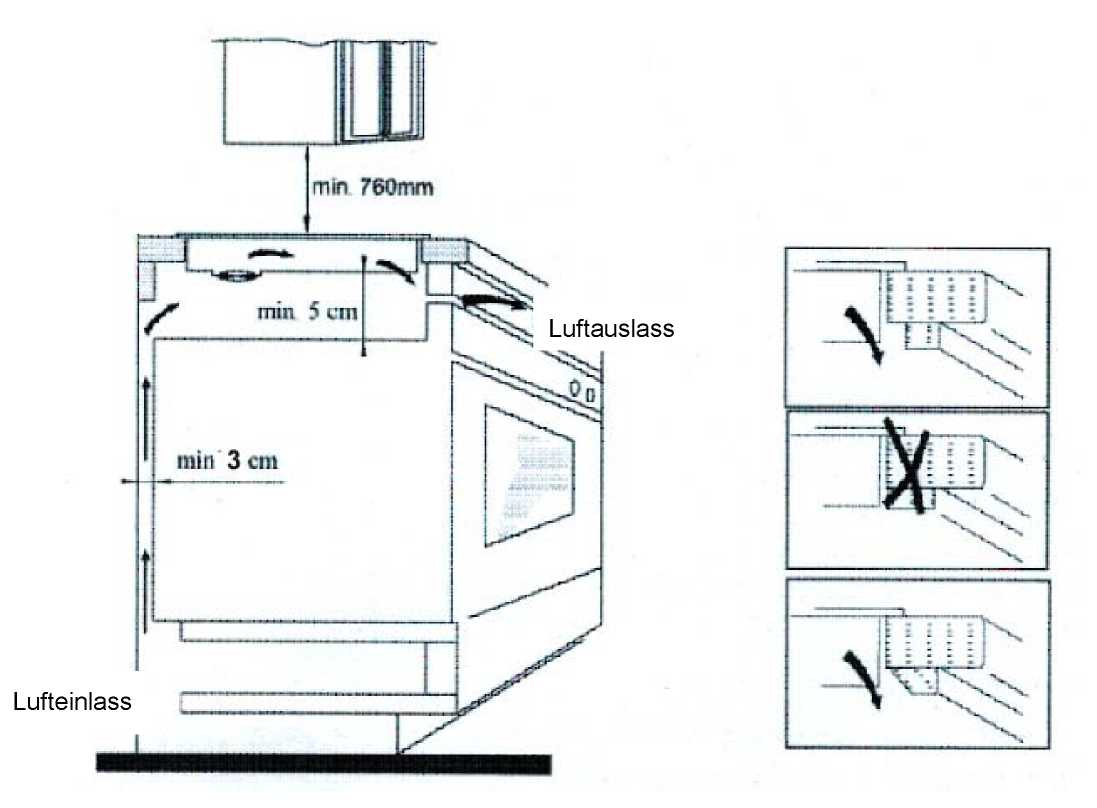 min. 760mm
min. 5 cm
Luftauslass
min. 3 cm
Lufteinlass